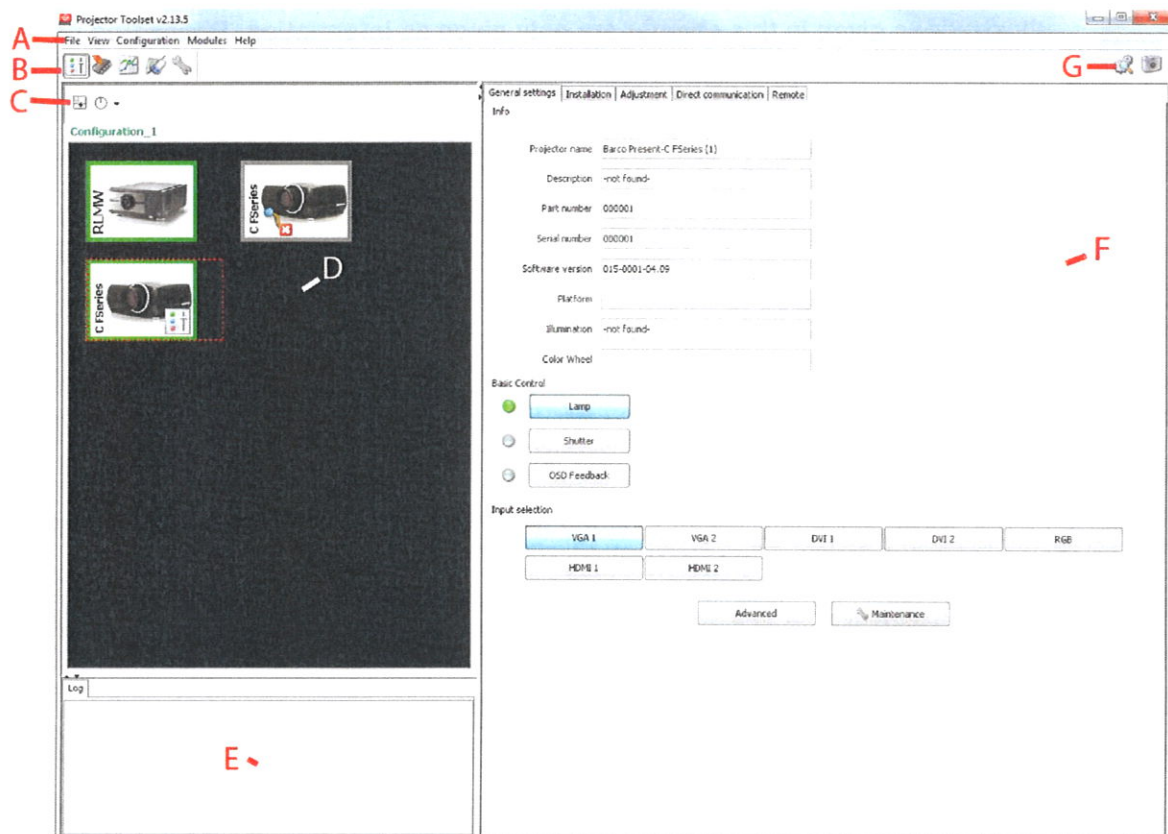 Projector Toolset v2.13.5
A
File View Configuration Modules Help
B
G
C
General settings Installation Adjustment Direct communication Remote
Info
Configuration_1
Projector name Barco Present-C FSeries (1)
Description -not found-
RLMW
C FSeries
Part number 000001
Serial number 000001
D
F
Software version 015-0001-04.09
C FSeries
Platform
Illumination -not found-
Color Wheel
Basic Control
Lamp
Shutter
OSD Feedback
Input selection
VGA 1 VGA 2 DVI 1 DVI 2 RGB
HDMI 1 HDMI 2
Advanced Maintenance
Log
E